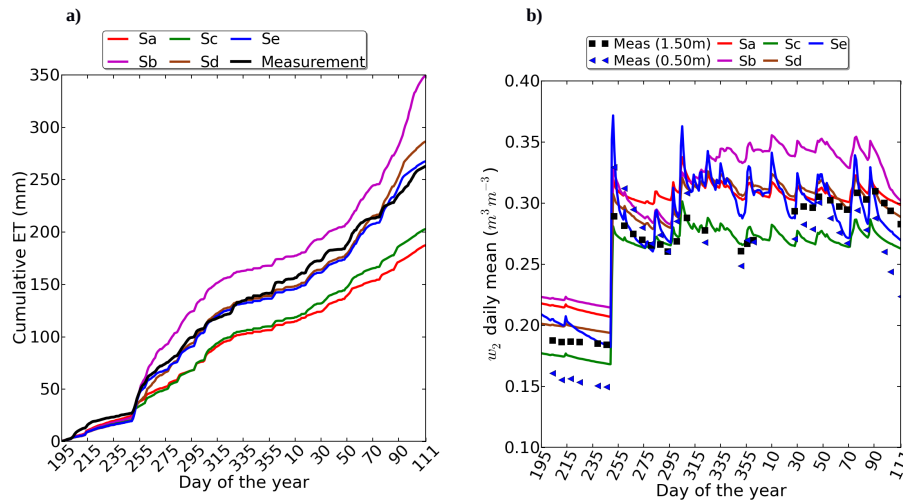 a)
Sa Sc Se
Sb Sd Measurement
350
300
250
200
150
100
50
0
Cumulative ET (mm)
195 215 235 255 275 295 315 335 355 10 30 50 70 90 111
Day of the year
b)
Meas (1.50m) Sa Sc Se
Meas (0.50m) Sb Sd
0.40
0.35
0.30
0.25
0.20
0.15
0.10
w₂ daily mean (m³m⁻³)
195 215 235 255 275 295 315 335 355 10 30 50 70 90 111
Day of the year